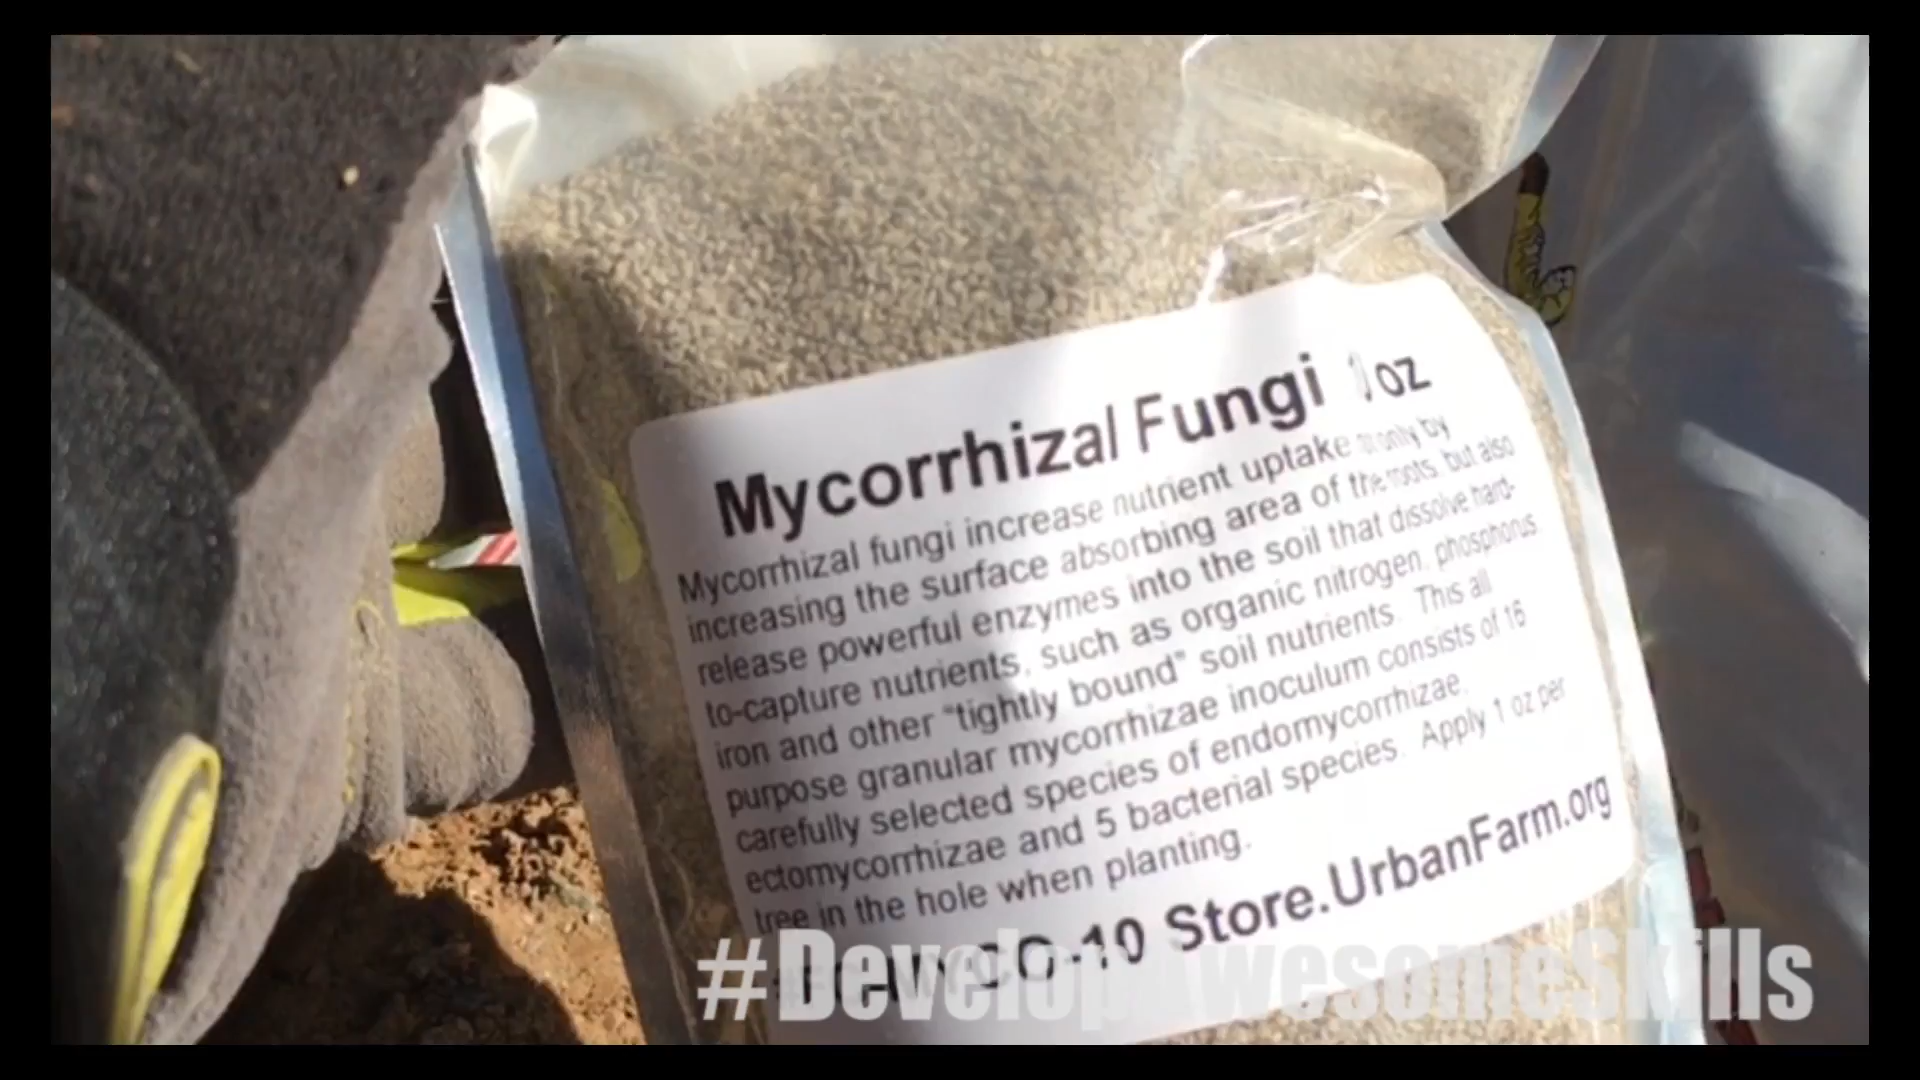 Mycorrhizal Fungi oz
Mycorrhizal fungi increase nutrient uptake only by
increasing the surface absorbing area of the roots, but also
release powerful enzymes into the soil that dissolve hard-
to-capture nutrients, such as organic nitrogen, phosphorus,
iron and other "tightly bound" soil nutrients. This all
purpose granular mycorrhizae inoculum consists of 16
carefully selected species of endomycorrhizae,
ectomycorrhizae and 5 bacterial species. Apply 1 oz per
tree in the hole when planting.
CO-10 Store.UrbanFarm.org
#DevelopAwesomeSkills